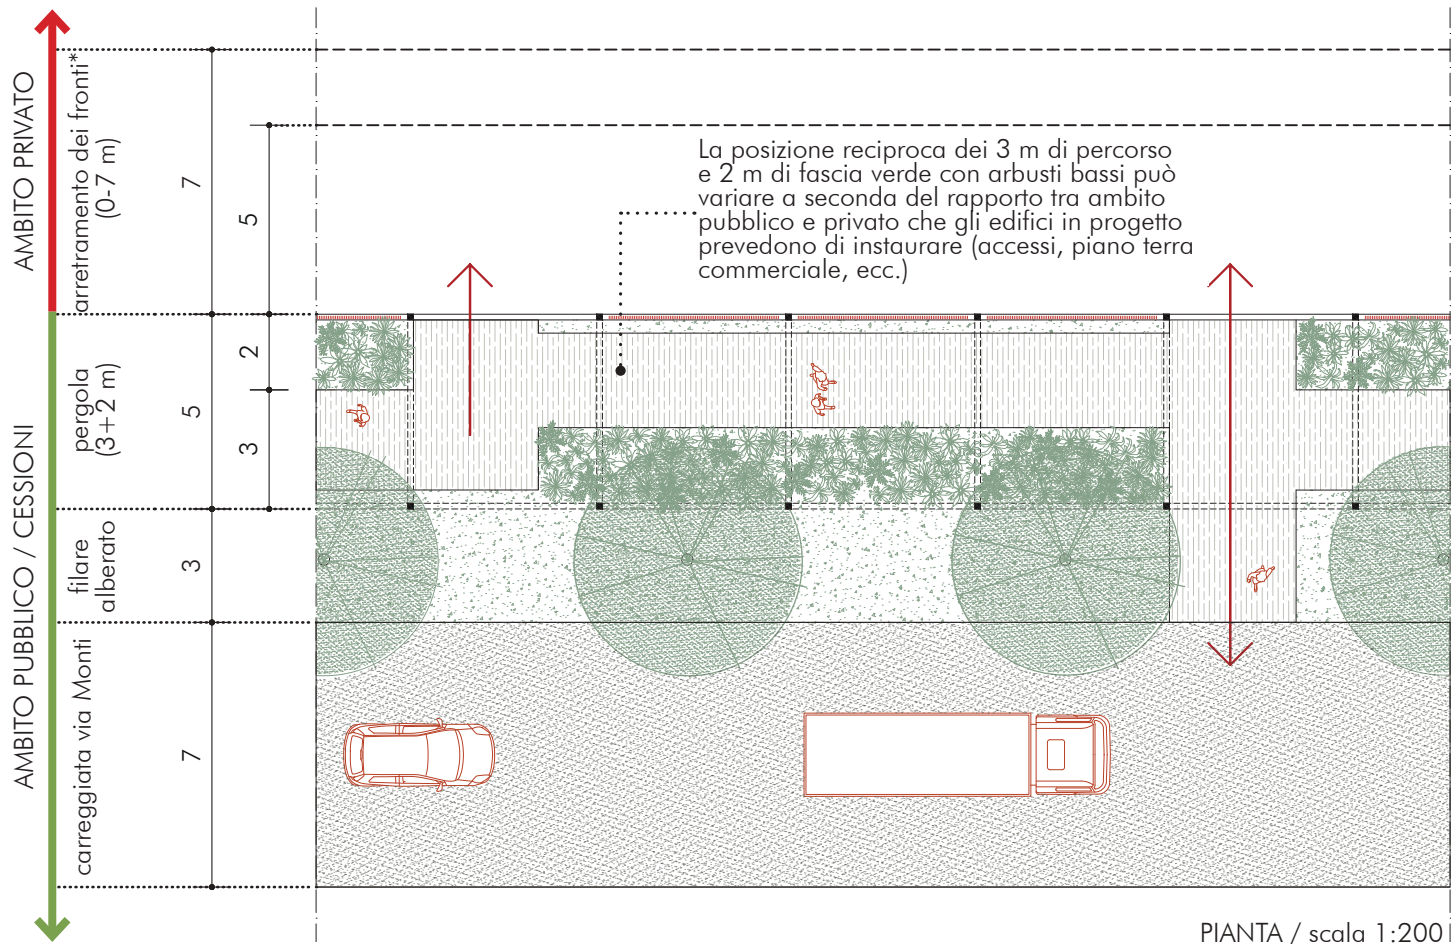 AMBITO PRIVATO
arretramento dei fronti*
(0-7 m)
7
5
La posizione reciproca dei 3 m di percorso
e 2 m di fascia verde con arbusti bassi può
variare a seconda del rapporto tra ambito
pubblico e privato che gli edifici in progetto
prevedono di instaurare (accessi, piano terra
commerciale, ecc.)
AMBITO PUBBLICO / CESSIONI
pergola
(3+2 m)
5
2
3
filare
alberato
3
carreggiata via Monti
7
PIANTA / scala 1:200